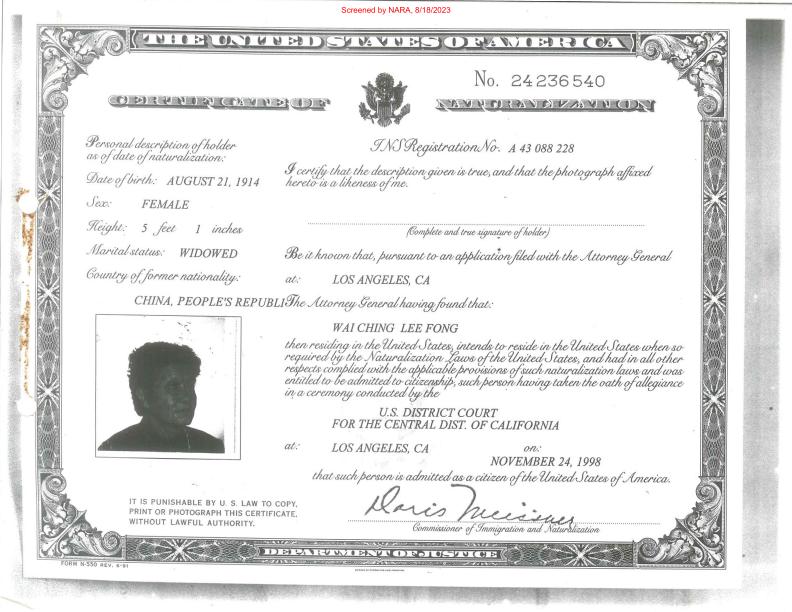 Screened by NARA, 8/18/2023
THE UNITED STATES OF AMERICA
No. 24236540
CERTIFICATE OF NATURALIZATION
Personal description of holder
as of date of naturalization:
Date of birth: AUGUST 21, 1914
Sex: FEMALE
Height: 5 feet 1 inches
Marital status: WIDOWED
Country of former nationality:
CHINA, PEOPLE'S REPUBLI
INS Registration No. A 43 088 228
I certify that the description given is true, and that the photograph affixed
hereto is a likeness of me.
(Complete and true signature of holder)
Be it known that, pursuant to an application filed with the Attorney General
at: LOS ANGELES, CA
The Attorney General having found that:
WAI CHING LEE FONG
then residing in the United States, intends to reside in the United States when so
required by the Naturalization Laws of the United States, and had in all other
respects complied with the applicable provisions of such naturalization laws and was
entitled to be admitted to citizenship, such person having taken the oath of allegiance
in a ceremony conducted by the
U.S. DISTRICT COURT
FOR THE CENTRAL DIST. OF CALIFORNIA
at: LOS ANGELES, CA on:
NOVEMBER 24, 1998
that such person is admitted as a citizen of the United States of America.
Doris Meissner
Commissioner of Immigration and Naturalization
IT IS PUNISHABLE BY U. S. LAW TO COPY,
PRINT OR PHOTOGRAPH THIS CERTIFICATE,
WITHOUT LAWFUL AUTHORITY.
DEPARTMENT OF JUSTICE
FORM N-550 REV. 6-91